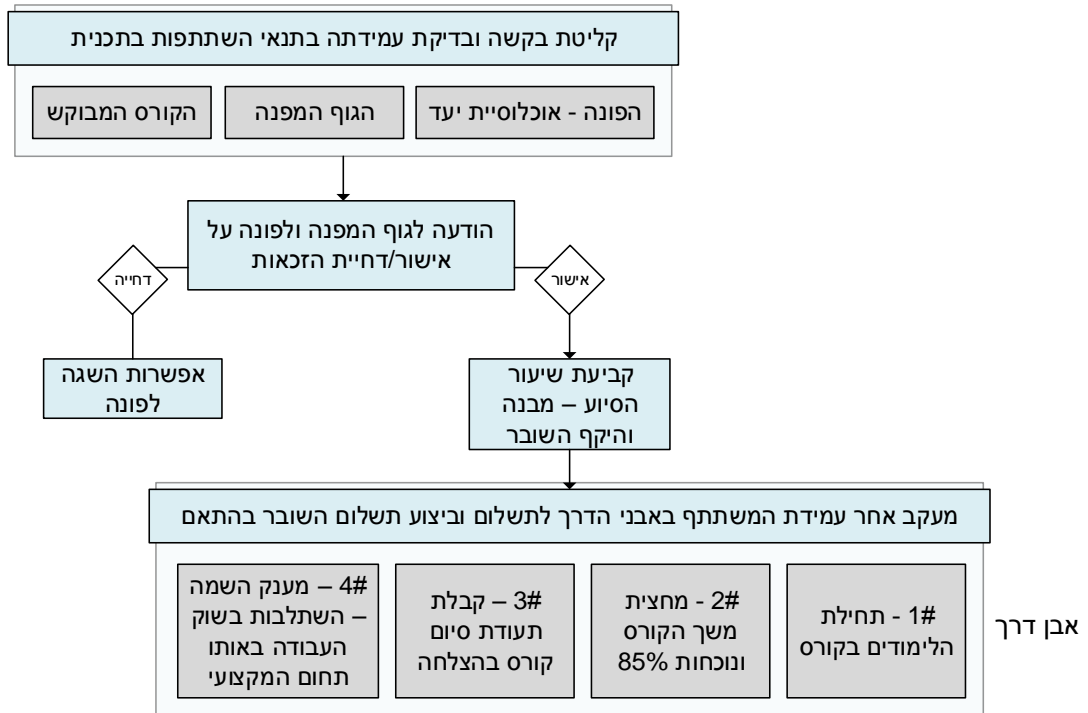 קליטת בקשה ובדיקת עמידתה בתנאי השתתפות בתכנית
הפונה - אוכלוסיית יעד
הגוף המפנה
הקורס המבוקש
הודעה לגוף המפנה ולפונה על
אישור/דחיית הזכאות
אישור
דחייה
קביעת שיעור
הסיוע – מבנה
והיקף השובר
אפשרות השגה
לפונה
מעקב אחר עמידת המשתתף באבני הדרך לתשלום וביצוע תשלום השובר בהתאם
אבן דרך
#1 - תחילת
הלימודים בקורס
#2 - מחצית
משך הקורס
ונוכחות 85%
#3 – קבלת
תעודת סיום
קורס בהצלחה
#4 – מענק השמה
– השתלבות בשוק
העבודה באותו
תחום המקצועי